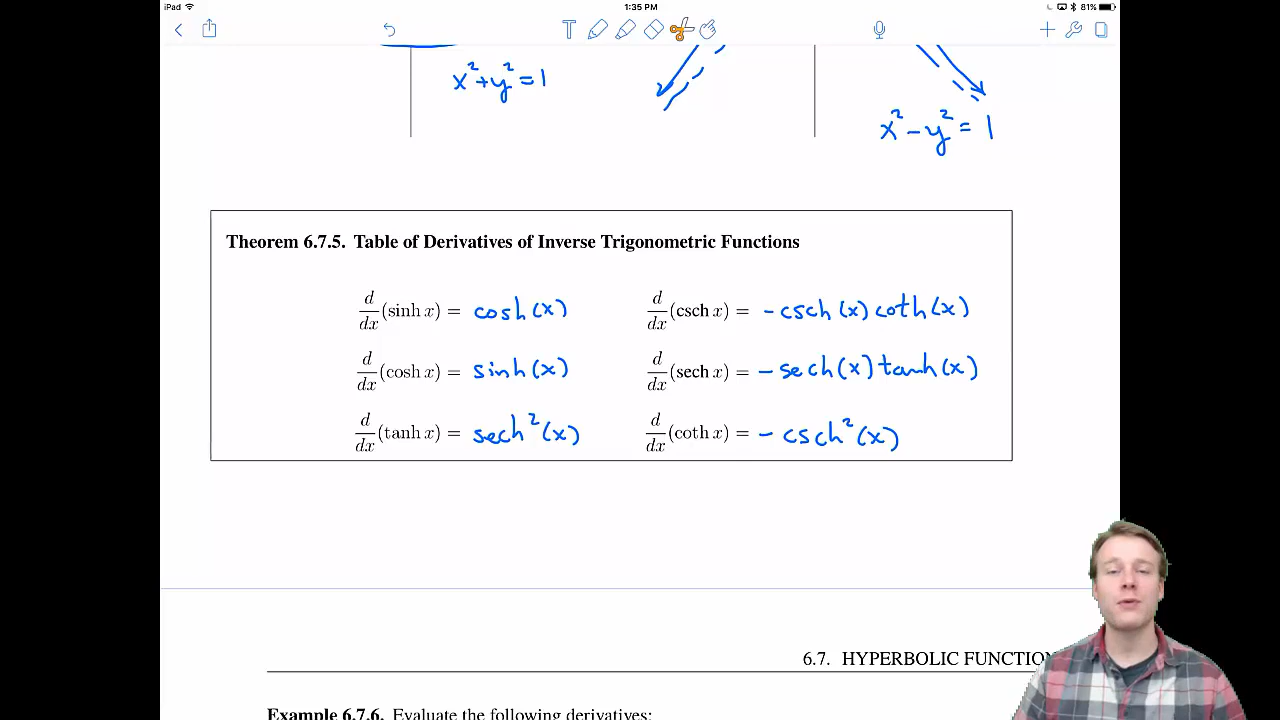 iPad 1:35 PM 81%
x²+y²=1
x²-y²=1
Theorem 6.7.5. Table of Derivatives of Inverse Trigonometric Functions
d/dx (sinh x) = cosh(x) d/dx (csch x) = -csch(x) coth(x)
d/dx (cosh x) = sinh(x) d/dx (sech x) = -sech(x) tanh(x)
d/dx (tanh x) = sech²(x) d/dx (coth x) = -csch²(x)
6.7. HYPERBOLIC FUNCTION
Example 6.7.6. Evaluate the following derivatives: